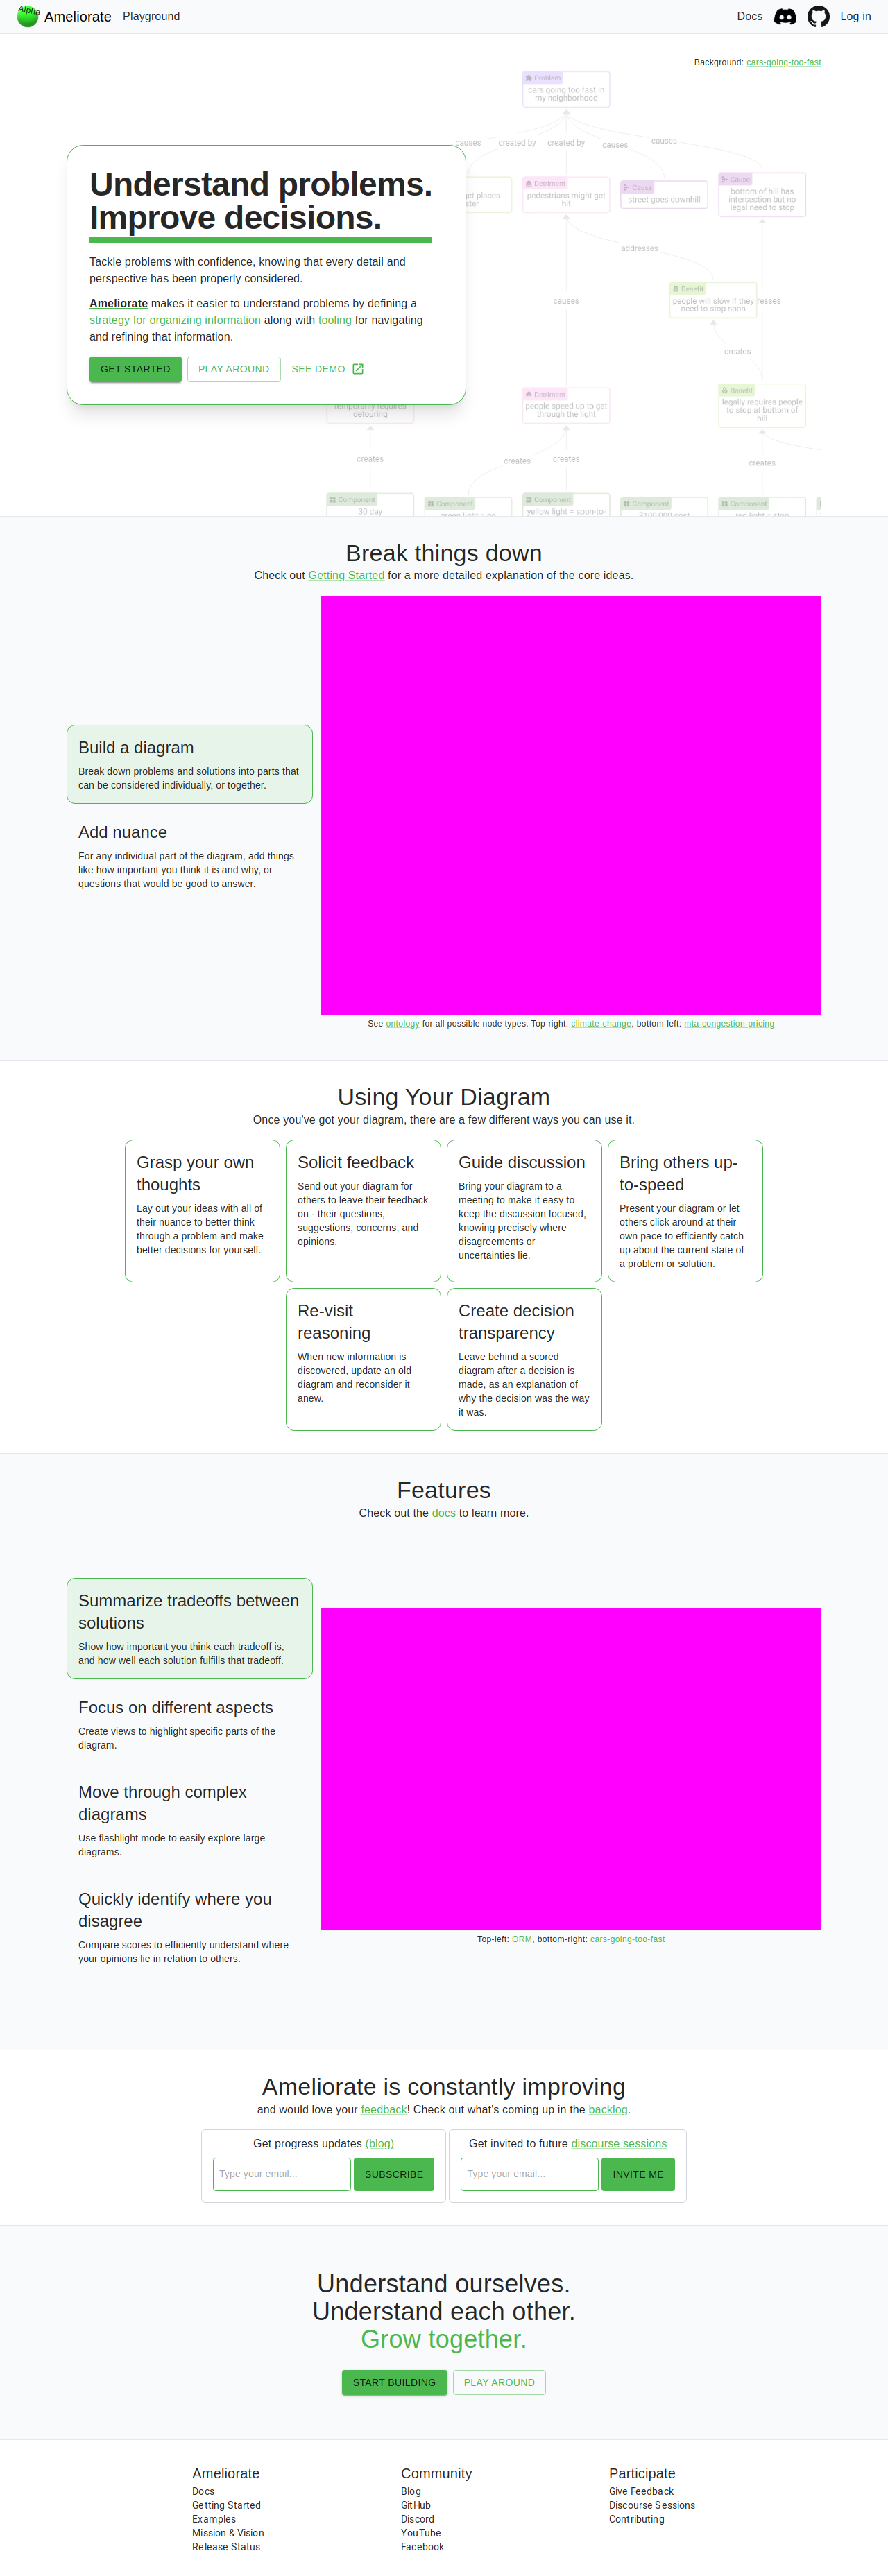 Alpha
Ameliorate
Playground
Docs
Log in
Background: cars-going-too-fast
Problem
cars going too fast in
my neighborhood
causes
created by
created by
causes
causes
get places
Detriment
pedestrians might get
hit
Cause
street goes downhill
Cause
bottom of hill has
intersection but no
legal need to stop
Understand problems.
Improve decisions.
Tackle problems with confidence, knowing that every detail and
perspective has been properly considered.
Ameliorate makes it easier to understand problems by defining a
strategy for organizing information along with tooling for navigating
and refining that information.
GET STARTED
PLAY AROUND
SEE DEMO
addresses
Benefit
people will slow if they
need to stop soon
resses
causes
creates
Detriment
people speed up to get
through the light
Benefit
legally requires people
to stop at bottom of
hill
temporarily required
detouring
creates
creates
creates
creates
Component
30 day
Component
green light = go
Component
yellow light = soon-to-
Component
$100,000 cost
Component
red light = stop
Break things down
Check out Getting Started for a more detailed explanation of the core ideas.
Build a diagram
Break down problems and solutions into parts that
can be considered individually, or together.
Add nuance
For any individual part of the diagram, add things
like how important you think it is and why, or
questions that would be good to answer.
See ontology for all possible node types. Top-right: climate-change, bottom-left: mta-congestion-pricing
Using Your Diagram
Once you've got your diagram, there are a few different ways you can use it.
Grasp your own
thoughts
Lay out your ideas with all of
their nuance to better think
through a problem and make
better decisions for yourself.
Solicit feedback
Send out your diagram for
others to leave their feedback
on - their questions,
suggestions, concerns, and
opinions.
Guide discussion
Bring your diagram to a
meeting to make it easy to
keep the discussion focused,
knowing precisely where
disagreements or
uncertainties lie.
Bring others up-
to-speed
Present your diagram or let
others click around at their
own pace to efficiently catch
up about the current state of
a problem or solution.
Re-visit
reasoning
When new information is
discovered, update an old
diagram and reconsider it
anew.
Create decision
transparency
Leave behind a scored
diagram after a decision is
made, as an explanation of
why the decision was the way
it was.
Features
Check out the docs to learn more.
Summarize tradeoffs between
solutions
Show how important you think each tradeoff is,
and how well each solution fulfills that tradeoff.
Focus on different aspects
Create views to highlight specific parts of the
diagram.
Move through complex
diagrams
Use flashlight mode to easily explore large
diagrams.
Quickly identify where you
disagree
Compare scores to efficiently understand where
your opinions lie in relation to others.
Top-left: ORM, bottom-right: cars-going-too-fast
Ameliorate is constantly improving
and would love your feedback! Check out what's coming up in the backlog.
Get progress updates (blog)
Type your email...
SUBSCRIBE
Get invited to future discourse sessions
Type your email...
INVITE ME
Understand ourselves.
Understand each other.
Grow together.
START BUILDING
PLAY AROUND
Ameliorate
Docs
Getting Started
Examples
Mission & Vision
Release Status
Community
Blog
GitHub
Discord
YouTube
Facebook
Participate
Give Feedback
Discourse Sessions
Contributing